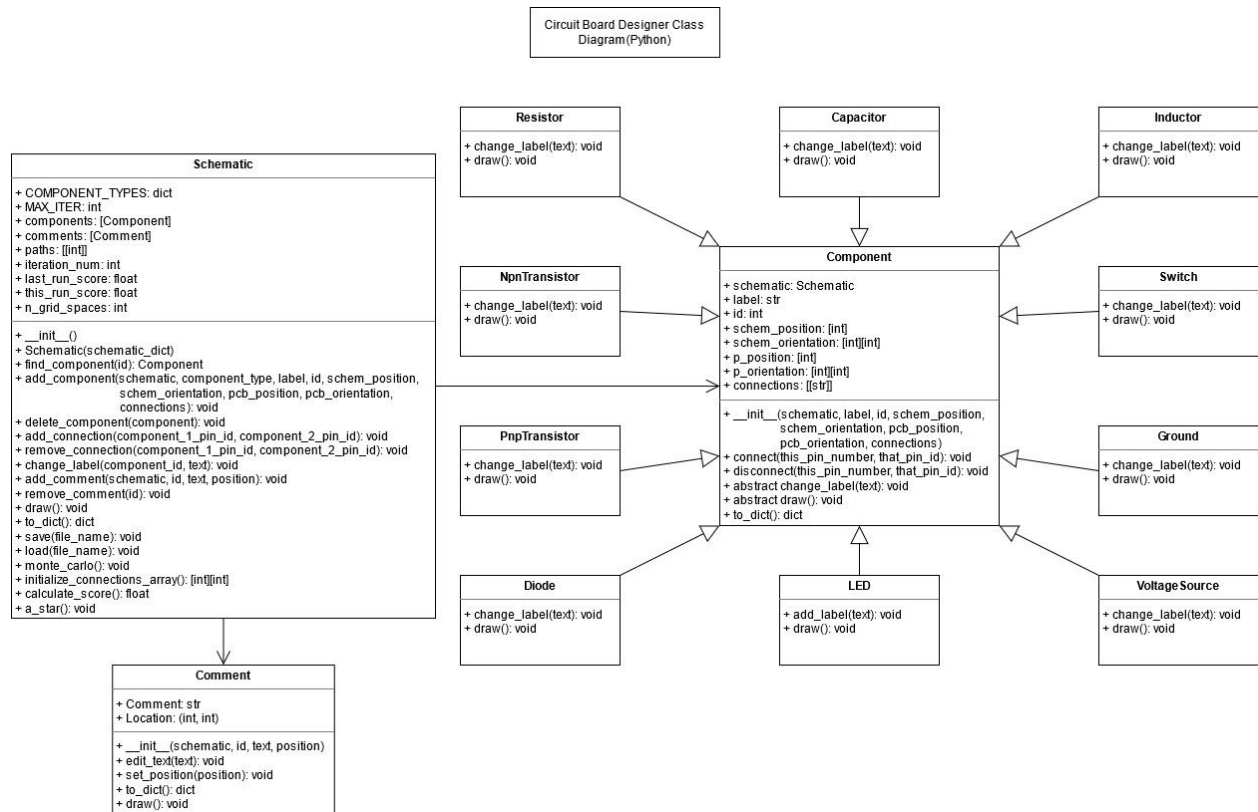 Circuit Board Designer Class
Diagram(Python)
Resistor
+ change_label(text): void
+ draw(): void
Capacitor
+ change_label(text): void
+ draw(): void
Inductor
+ change_label(text): void
+ draw(): void
Schematic
+ COMPONENT_TYPES: dict
+ MAX_ITER: int
+ components: [Component]
+ comments: [Comment]
+ paths: [[int]]
+ iteration_num: int
+ last_run_score: float
+ this_run_score: float
+ n_grid_spaces: int
+ __init__()
+ Schematic(schematic_dict)
+ find_component(id): Component
+ add_component(schematic, component_type, label, id, schem_position,
schem_orientation, pcb_position, pcb_orientation,
connections): void
+ delete_component(component): void
+ add_connection(component_1_pin_id, component_2_pin_id): void
+ remove_connection(component_1_pin_id, component_2_pin_id): void
+ change_label(component_id, text): void
+ add_comment(schematic, id, text, position): void
+ remove_comment(id): void
+ draw(): void
+ to_dict(): dict
+ save(file_name): void
+ load(file_name): void
+ monte_carlo(): void
+ initialize_connections_array(): [int][int]
+ calculate_score(): float
+ a_star(): void
NpnTransistor
+ change_label(text): void
+ draw(): void
Component
+ schematic: Schematic
+ label: str
+ id: int
+ schem_position: [int]
+ schem_orientation: [int][int]
+ p_position: [int]
+ p_orientation: [int][int]
+ connections: [[str]]
+ __init__(schematic, label, id, schem_position,
schem_orientation, pcb_position,
pcb_orientation, connections)
+ connect(this_pin_number, that_pin_id): void
+ disconnect(this_pin_number, that_pin_id): void
+ abstract change_label(text): void
+ abstract draw(): void
+ to_dict(): dict
Switch
+ change_label(text): void
+ draw(): void
PnpTransistor
+ change_label(text): void
+ draw(): void
Ground
+ change_label(text): void
+ draw(): void
Diode
+ change_label(text): void
+ draw(): void
LED
+ add_label(text): void
+ draw(): void
VoltageSource
+ change_label(text): void
+ draw(): void
Comment
+ Comment: str
+ Location: (int, int)
+ __init__(schematic, id, text, position)
+ edit_text(text): void
+ set_position(position): void
+ to_dict(): dict
+ draw(): void